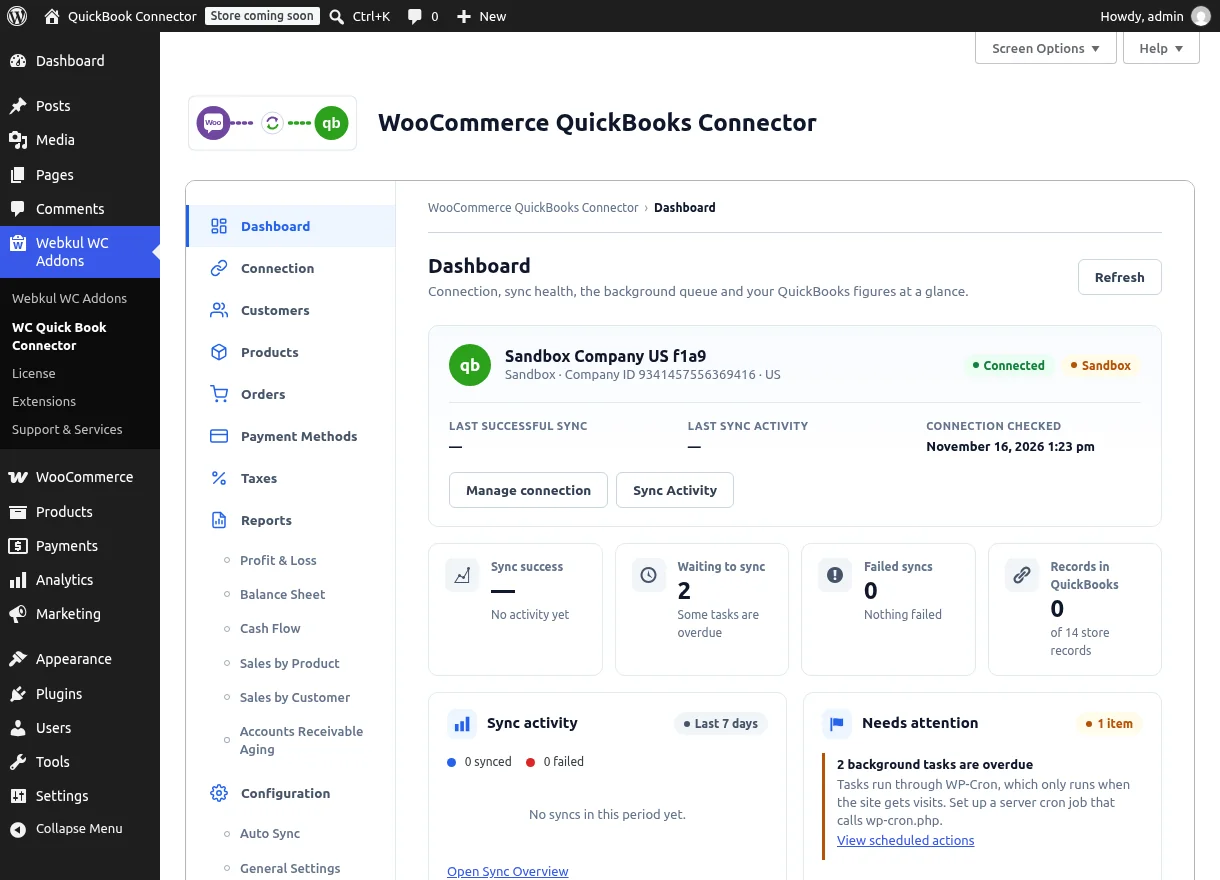 QuickBook Connector
Store coming soon
Ctrl+K
0
New
Howdy, admin
Screen Options ▼
Help ▼
Dashboard
Posts
Media
Pages
Comments
Webkul WC
Addons
Webkul WC Addons
WC Quick Book
Connector
License
Extensions
Support & Services
WooCommerce
Products
Payments
Analytics
Marketing
Appearance
Plugins
Users
Tools
Settings
Collapse Menu
Woo
qb
WooCommerce QuickBooks Connector
Dashboard
Connection
Customers
Products
Orders
Payment Methods
Taxes
Reports
Profit & Loss
Balance Sheet
Cash Flow
Sales by Product
Sales by Customer
Accounts Receivable
Aging
Configuration
Auto Sync
General Settings
WooCommerce QuickBooks Connector › Dashboard
Dashboard
Connection, sync health, the background queue and your QuickBooks figures at a glance.
Refresh
qb
Sandbox Company US f1a9
Sandbox · Company ID 9341457556369416 · US
Connected
Sandbox
LAST SUCCESSFUL SYNC
—
LAST SYNC ACTIVITY
—
CONNECTION CHECKED
November 16, 2026 1:23 pm
Manage connection
Sync Activity
Sync success
—
No activity yet
Waiting to sync
2
Some tasks are
overdue
Failed syncs
0
Nothing failed
Records in
QuickBooks
0
of 14 store
records
Sync activity
Last 7 days
0 synced
0 failed
No syncs in this period yet.
Open Sync Overview
Needs attention
1 item
2 background tasks are overdue
Tasks run through WP-Cron, which only runs when
the site gets visits. Set up a server cron job that
calls wp-cron.php.
View scheduled actions